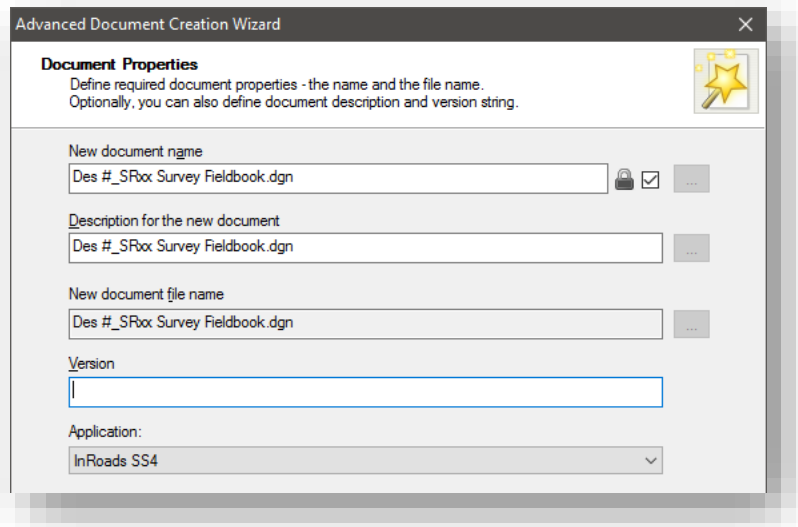 Advanced Document Creation Wizard
Document Properties
Define required document properties - the name and the file name.
Optionally, you can also define document description and version string.
New document name
Des #_SRxx Survey Fieldbook.dgn
...
Description for the new document
Des #_SRxx Survey Fieldbook.dgn
...
New document file name
Des #_SRxx Survey Fieldbook.dgn
...
Version
Application:
InRoads SS4